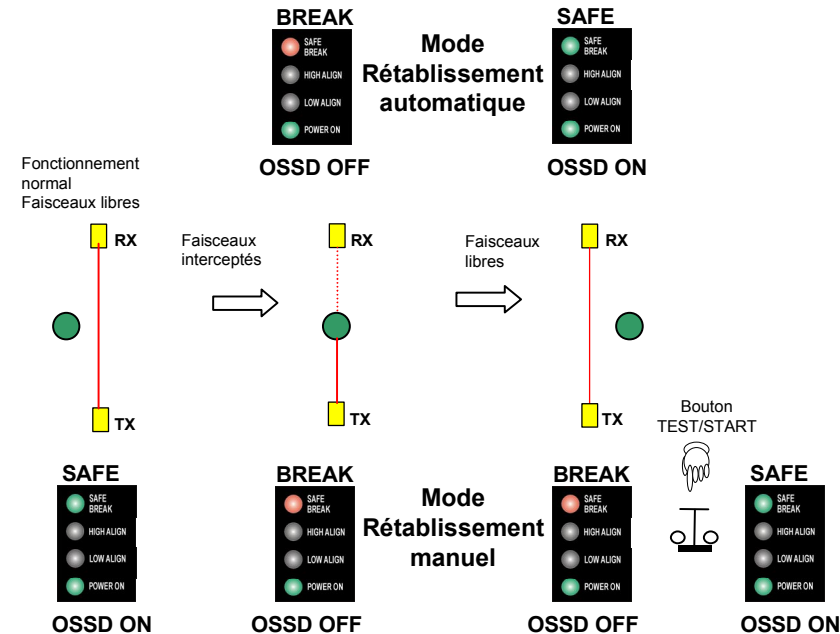 BREAK
SAFE
BREAK
HIGH ALIGN
LOW ALIGN
POWER ON
OSSD OFF
Mode
Rétablissement
automatique
SAFE
SAFE
BREAK
HIGH ALIGN
LOW ALIGN
POWER ON
OSSD ON
Fonctionnement
normal
Faisceaux libres
RX
TX
Faisceaux
interceptés
RX
TX
Faisceaux
libres
RX
TX
Bouton
TEST/START
SAFE
SAFE
BREAK
HIGH ALIGN
LOW ALIGN
POWER ON
OSSD ON
BREAK
SAFE
BREAK
HIGH ALIGN
LOW ALIGN
POWER ON
OSSD OFF
Mode
Rétablissement
manuel
BREAK
SAFE
BREAK
HIGH ALIGN
LOW ALIGN
POWER ON
OSSD OFF
SAFE
SAFE
BREAK
HIGH ALIGN
LOW ALIGN
POWER ON
OSSD ON